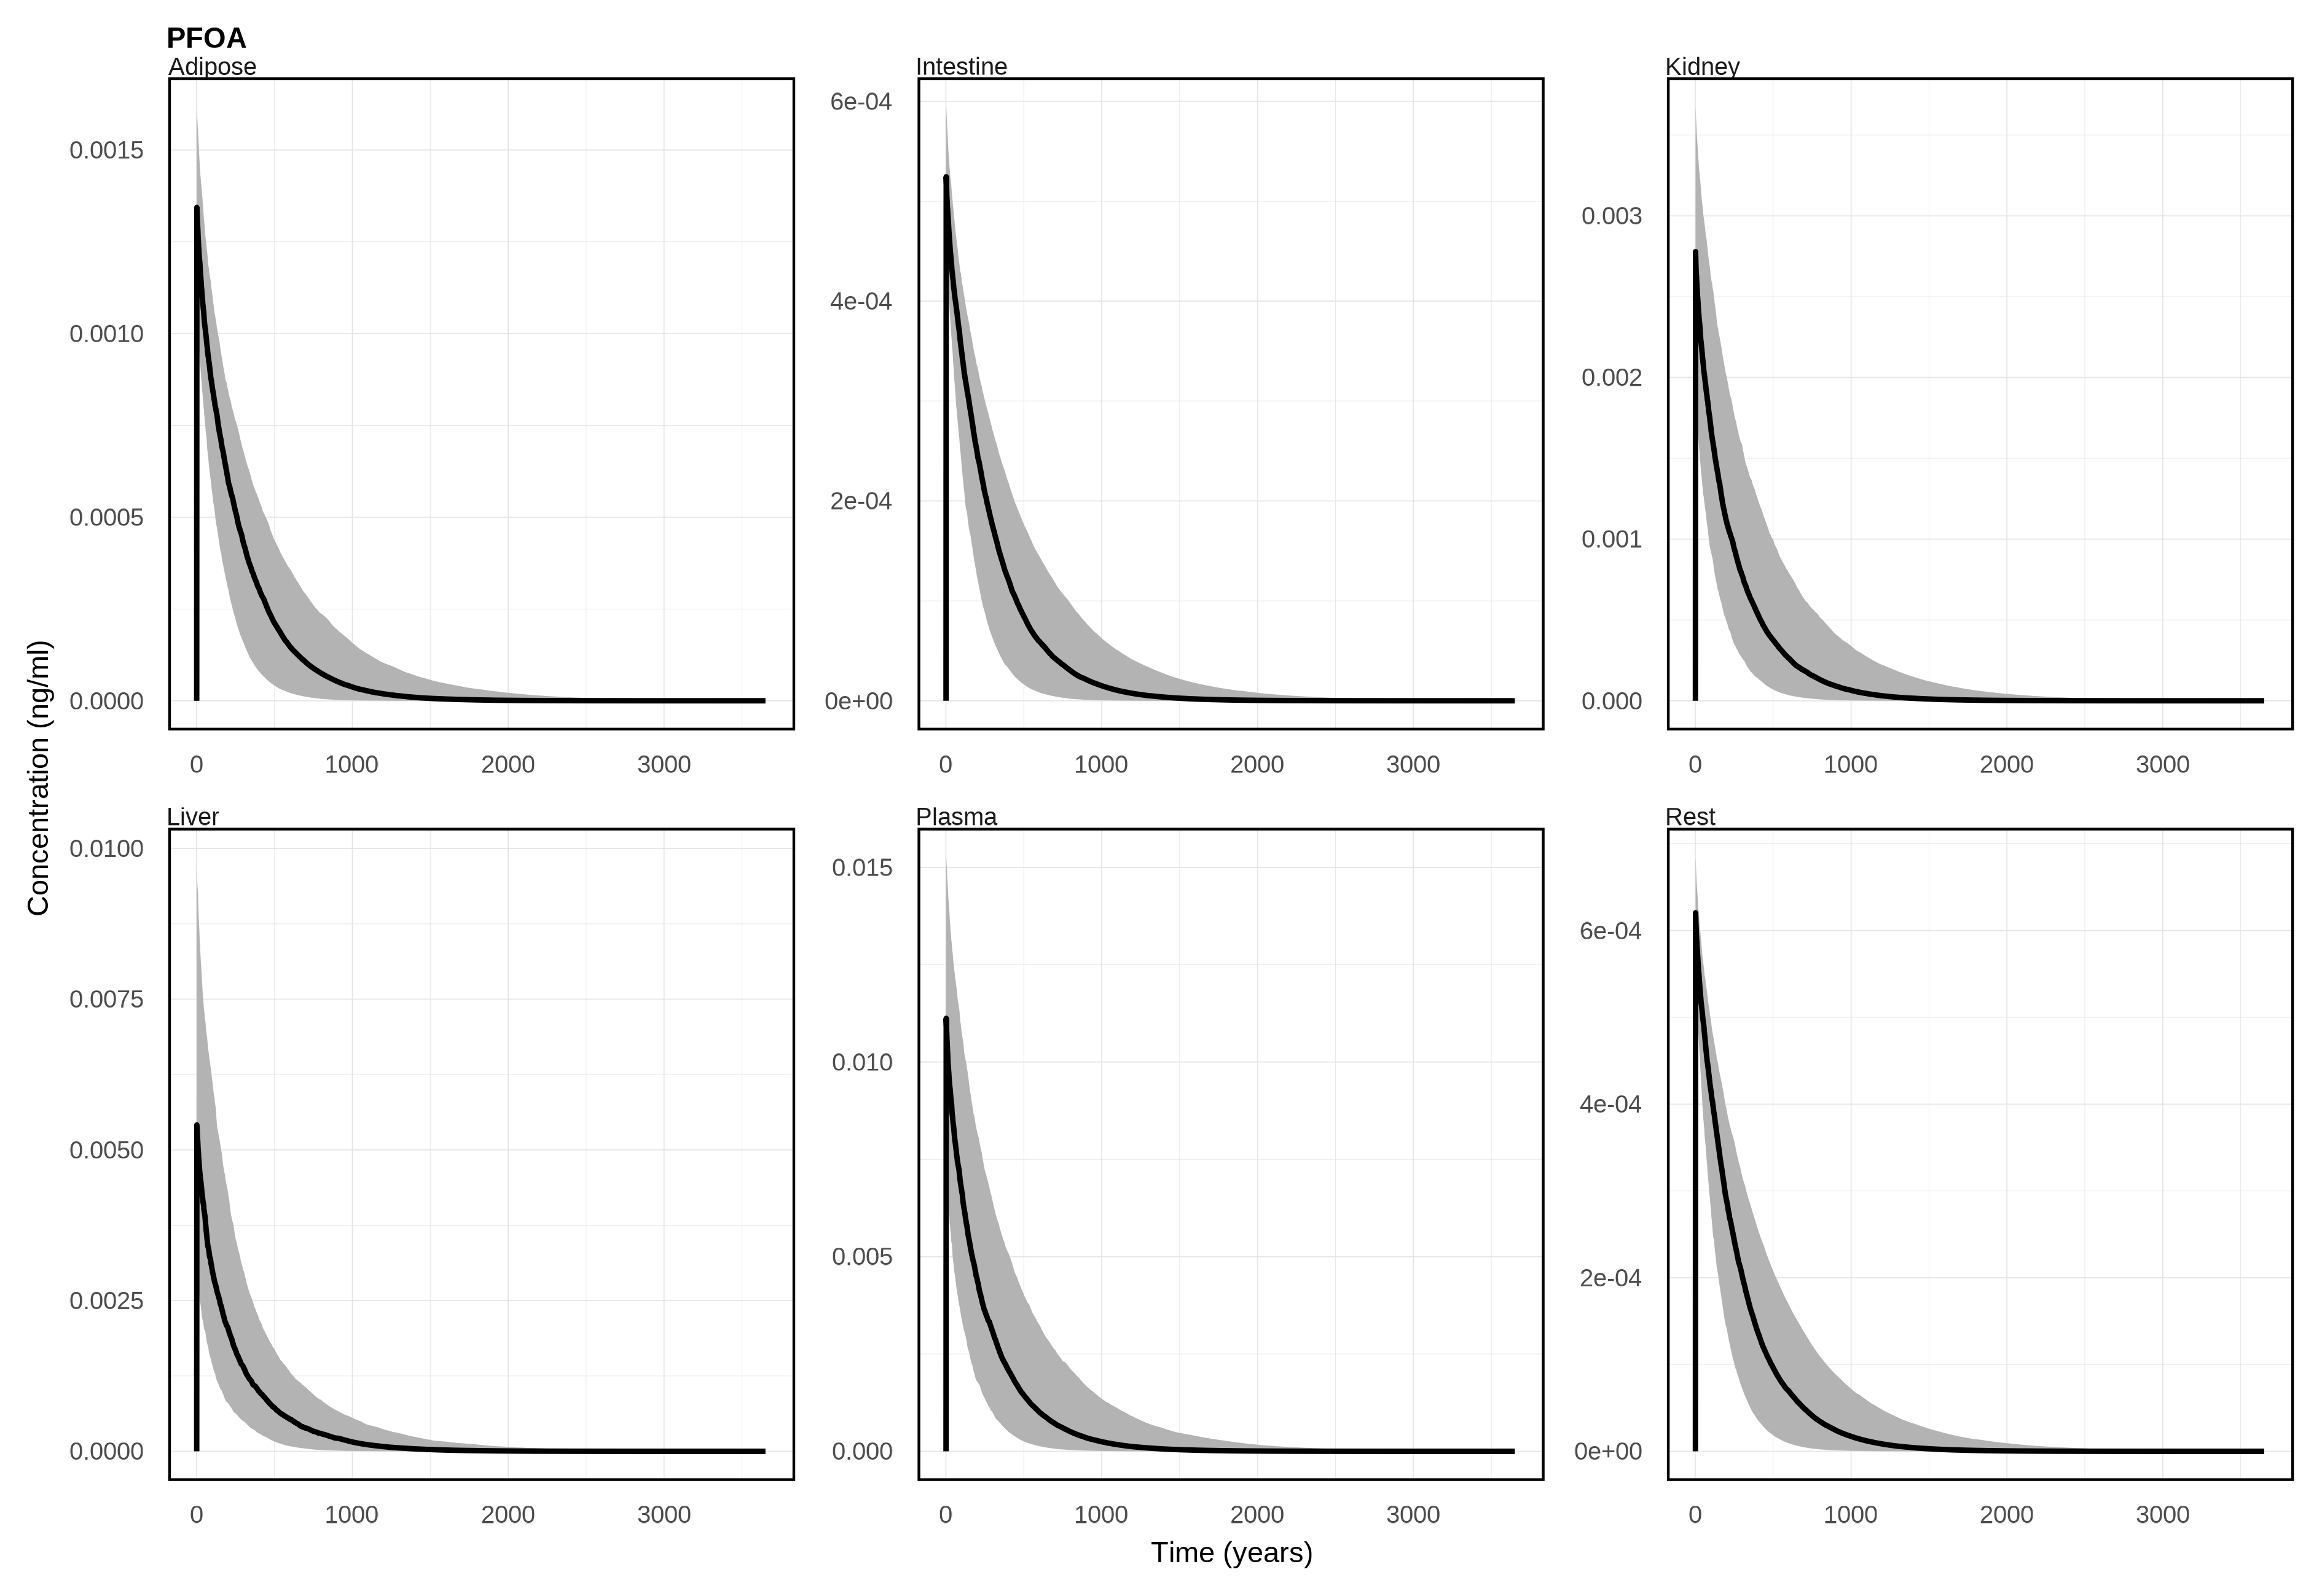 PFOA
Adipose
Intestine
Kidney
0.0015
0.0010
0.0005
0.0000
6e-04
4e-04
2e-04
0e+00
0.003
0.002
0.001
0.000
0 1000 2000 3000
0 1000 2000 3000
0 1000 2000 3000
Concentration (ng/ml)
Liver
Plasma
Rest
0.0100
0.0075
0.0050
0.0025
0.0000
0.015
0.010
0.005
0.000
6e-04
4e-04
2e-04
0e+00
0 1000 2000 3000
0 1000 2000 3000
0 1000 2000 3000
Time (years)